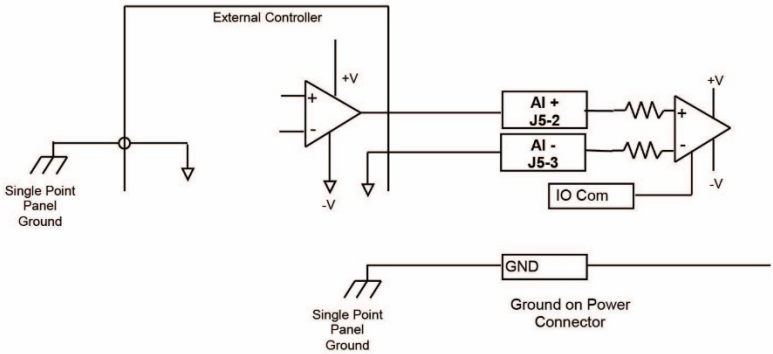 External Controller
+V
+
-
-V
Single Point
Panel
Ground
AI +
J5-2
AI -
J5-3
+V
+
-
-V
IO Com
GND
Ground on Power
Connector
Single Point
Panel
Ground